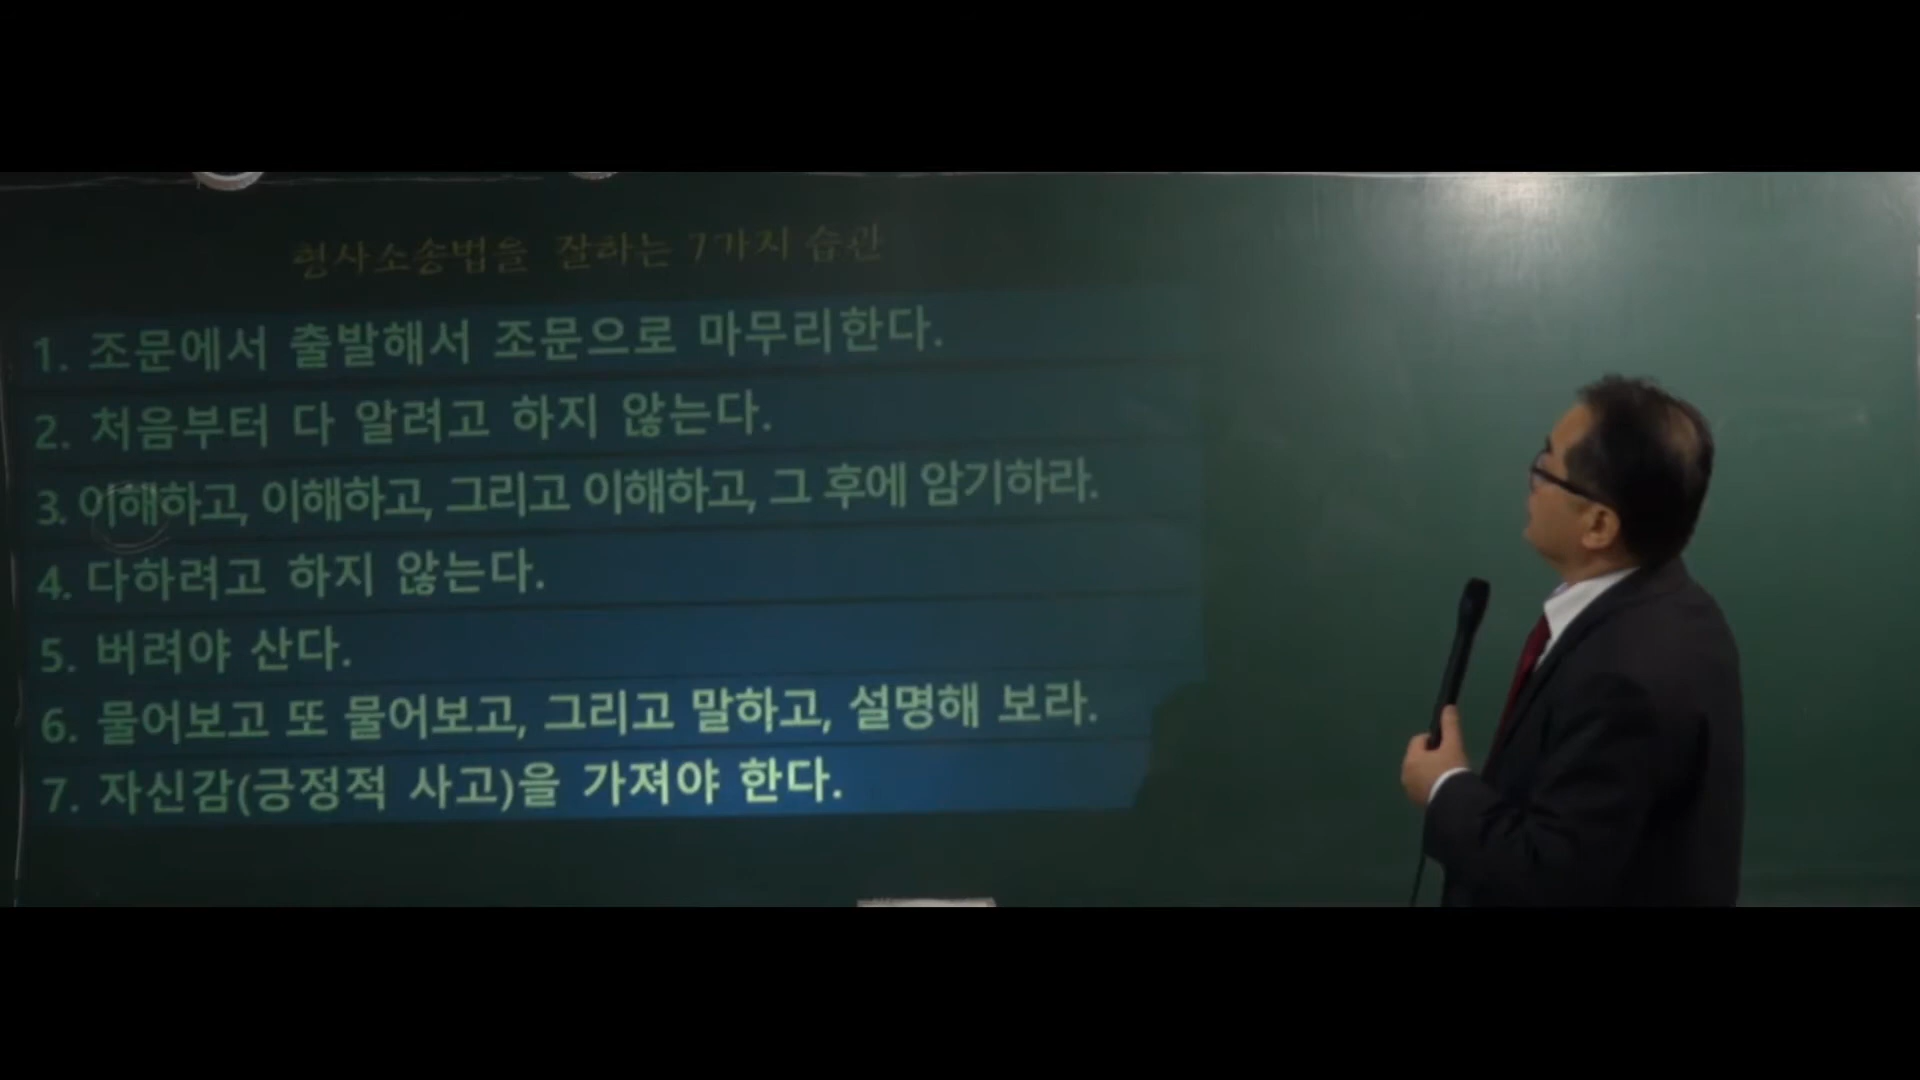 형사소송법을 잘하는 7가지 습관
1. 조문에서 출발해서 조문으로 마무리한다.
2. 처음부터 다 알려고 하지 않는다.
3. 이해하고, 이해하고, 그리고 이해하고, 그 후에 암기하라.
4. 다하려고 하지 않는다.
5. 버려야 산다.
6. 물어보고 또 물어보고, 그리고 말하고, 설명해 보라.
7. 자신감(긍정적 사고)을 가져야 한다.